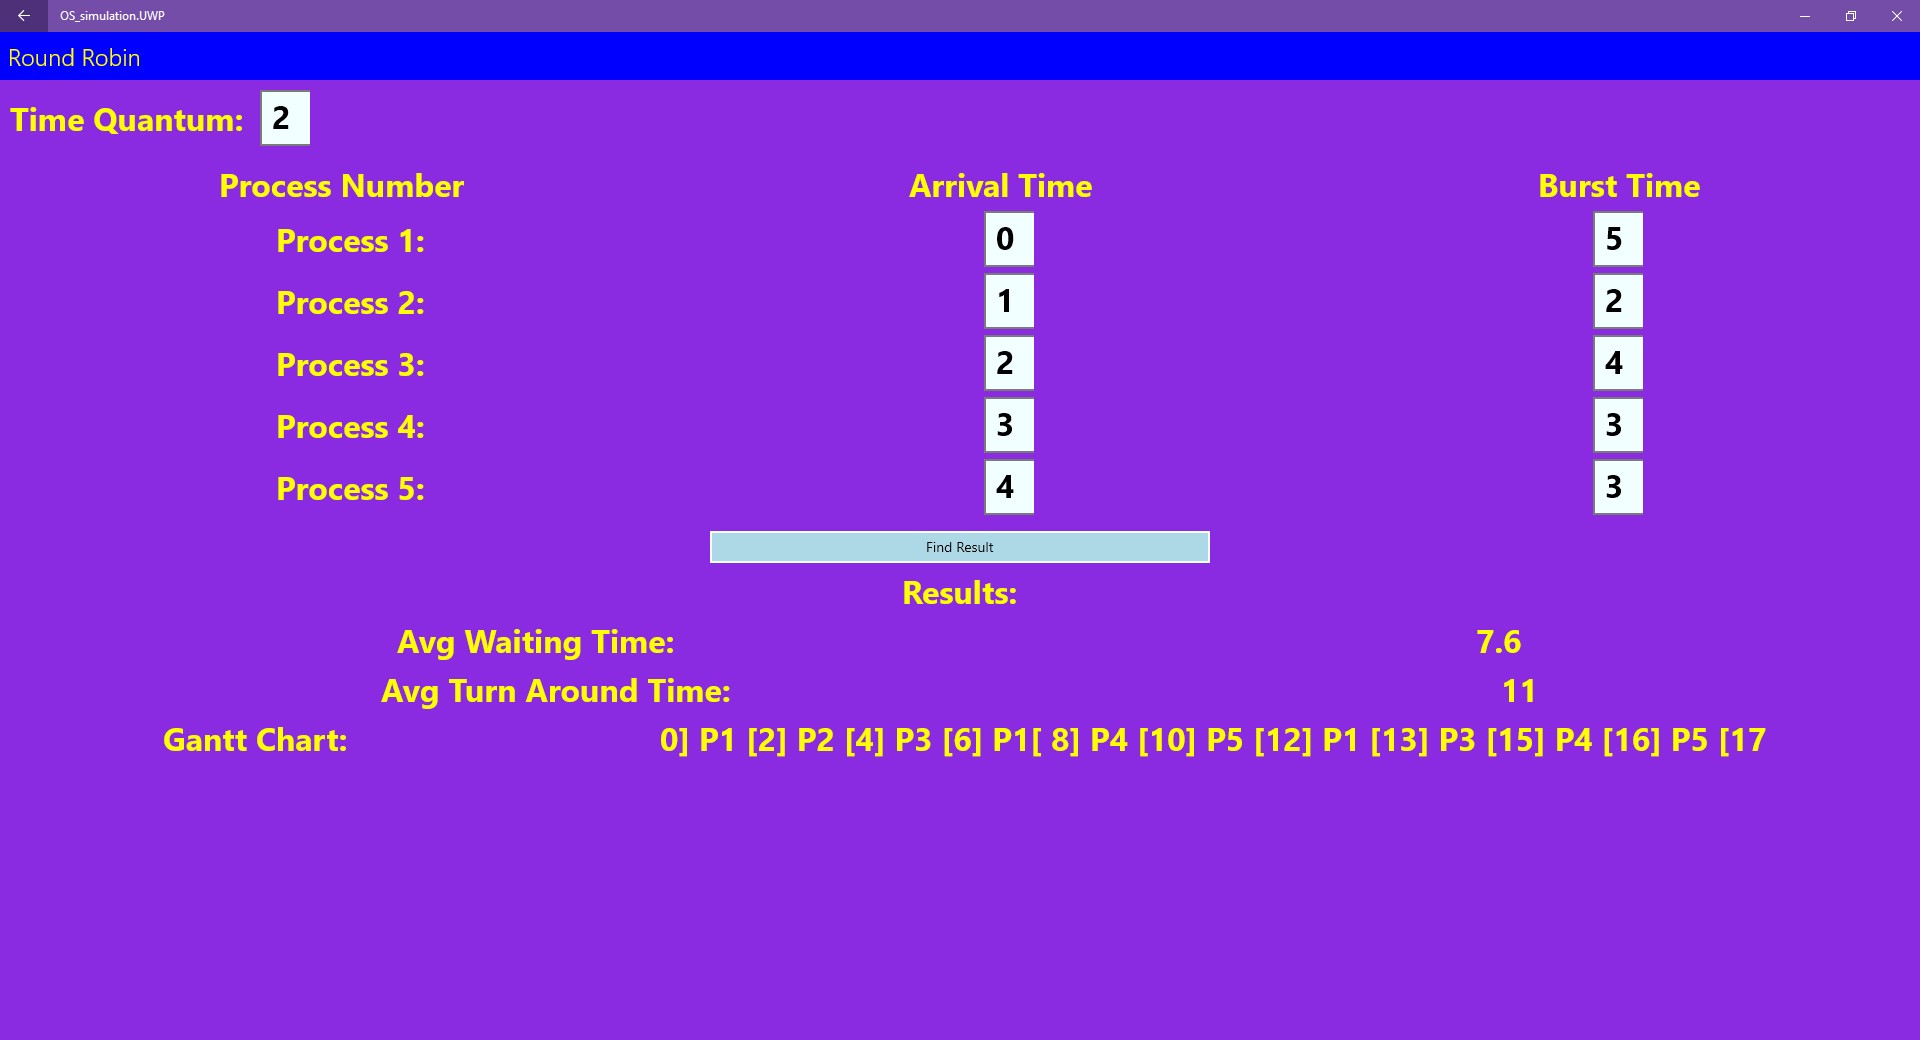 OS_simulation.UWP
Round Robin
Time Quantum: 2
Process Number Arrival Time Burst Time
Process 1: 0 5
Process 2: 1 2
Process 3: 2 4
Process 4: 3 3
Process 5: 4 3
Find Result
Results:
Avg Waiting Time: 7.6
Avg Turn Around Time: 11
Gantt Chart: 0] P1 [2] P2 [4] P3 [6] P1[ 8] P4 [10] P5 [12] P1 [13] P3 [15] P4 [16] P5 [17